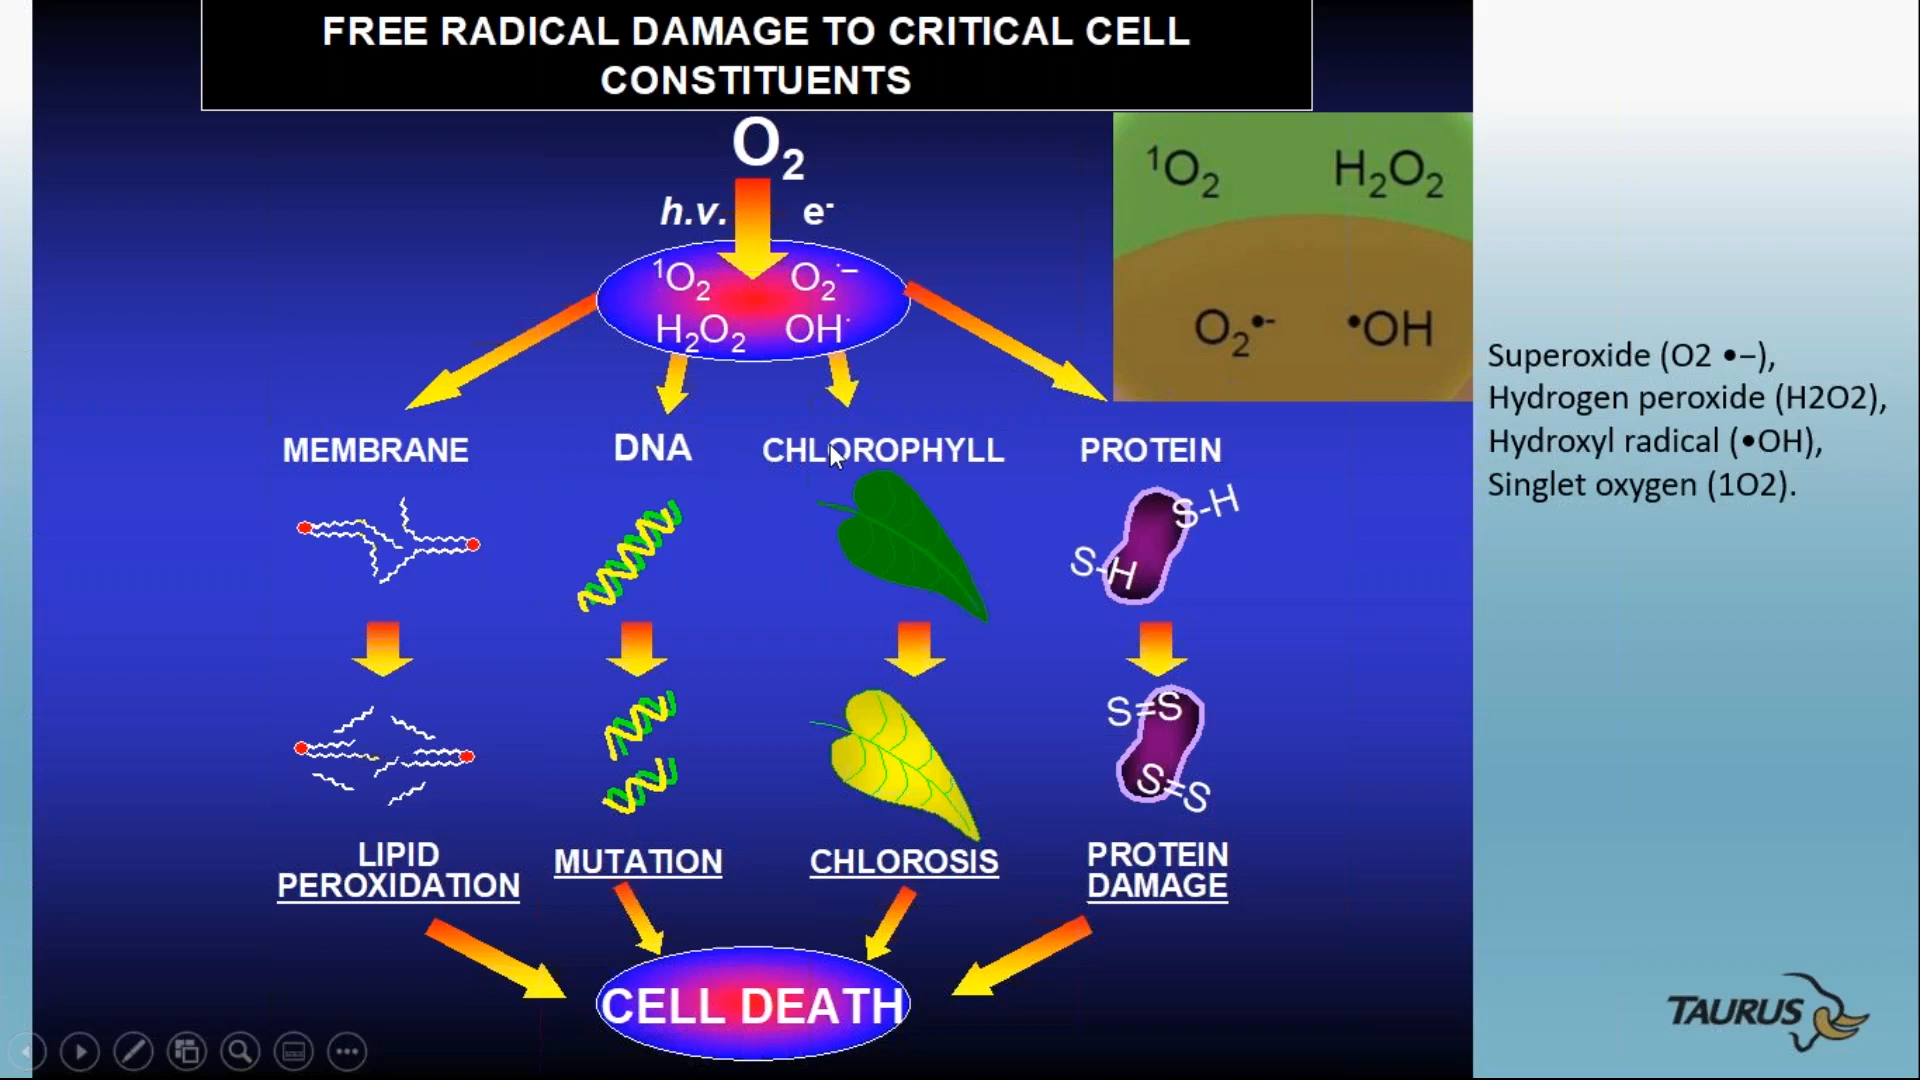 FREE RADICAL DAMAGE TO CRITICAL CELL
CONSTITUENTS
O₂
h.v. e⁻
¹O₂ O₂˙⁻
H₂O₂ OH˙
¹O₂ H₂O₂
O₂•⁻ •OH
Superoxide (O2 •–),
Hydrogen peroxide (H2O2),
Hydroxyl radical (•OH),
Singlet oxygen (1O2).
MEMBRANE DNA CHLOROPHYLL PROTEIN
S-H
S-H
S=S
S=S
LIPID
PEROXIDATION
MUTATION
CHLOROSIS
PROTEIN
DAMAGE
CELL DEATH
TAURUS